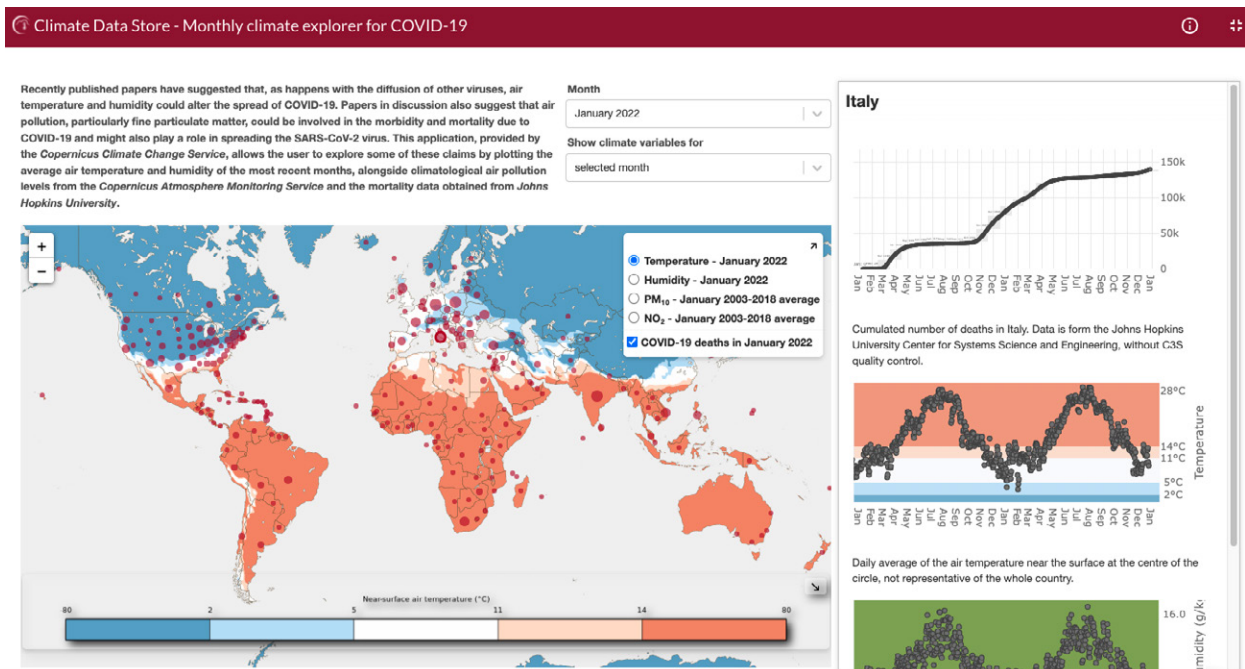 Climate Data Store - Monthly climate explorer for COVID-19
Recently published papers have suggested that, as happens with the diffusion of other viruses, air
temperature and humidity could alter the spread of COVID-19. Papers in discussion also suggest that air
pollution, particularly fine particulate matter, could be involved in the morbidity and mortality due to
COVID-19 and might also play a role in spreading the SARS-CoV-2 virus. This application, provided by
the Copernicus Climate Change Service, allows the user to explore some of these claims by plotting the
average air temperature and humidity of the most recent months, alongside climatological air pollution
levels from the Copernicus Atmosphere Monitoring Service and the mortality data obtained from Johns
Hopkins University.
Month
January 2022
Show climate variables for
selected month
+
−
Temperature - January 2022
Humidity - January 2022
PM₁₀ - January 2003-2018 average
NO₂ - January 2003-2018 average
COVID-19 deaths in January 2022
Near-surface air temperature (°C)
80 2 5 11 14 80
Italy
150k
100k
50k
0
Jan Feb Mar Apr May Jun Jul Aug Sep Oct Nov Dec Jan Feb Mar Apr May Jun Jul Aug Sep Oct Nov Dec Jan
Cumulated number of deaths in Italy. Data is form the Johns Hopkins
University Center for Systems Science and Engineering, without C3S
quality control.
28°C
14°C
11°C
5°C
2°C
Temperature
Jan Feb Mar Apr May Jun Jul Aug Sep Oct Nov Dec Jan Feb Mar Apr May Jun Jul Aug Sep Oct Nov Dec Jan
Daily average of the air temperature near the surface at the centre of the
circle, not representative of the whole country.
16.0